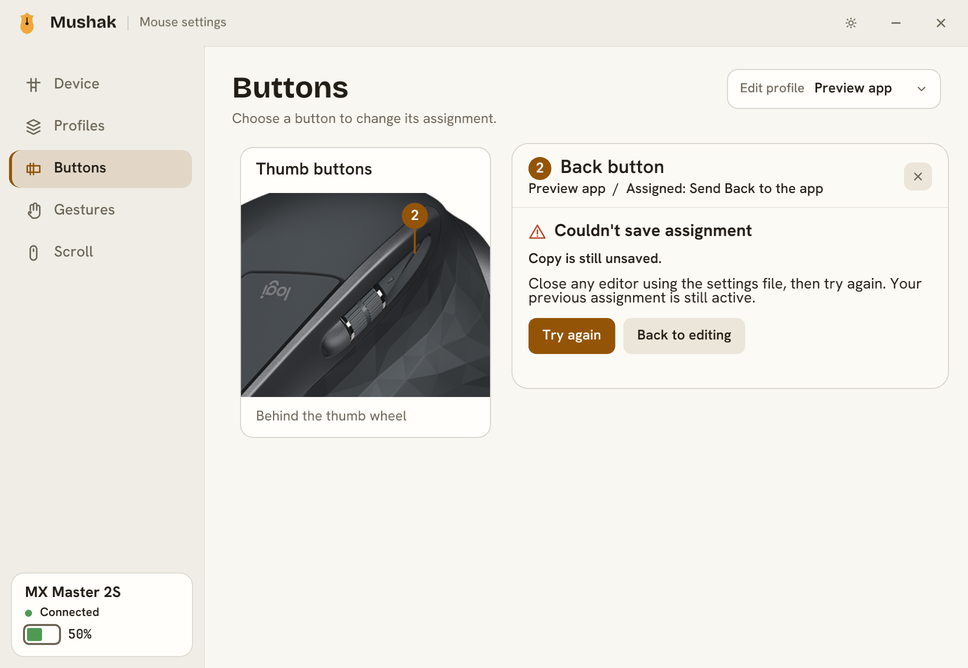 Mushak
Mouse settings
Device
Profiles
Buttons
Gestures
Scroll
MX Master 2S
Connected
50%
Buttons
Choose a button to change its assignment.
Edit profile Preview app
Thumb buttons
2
logi
Behind the thumb wheel
2 Back button
Preview app / Assigned: Send Back to the app
Couldn't save assignment
Copy is still unsaved.
Close any editor using the settings file, then try again. Your
previous assignment is still active.
Try again
Back to editing